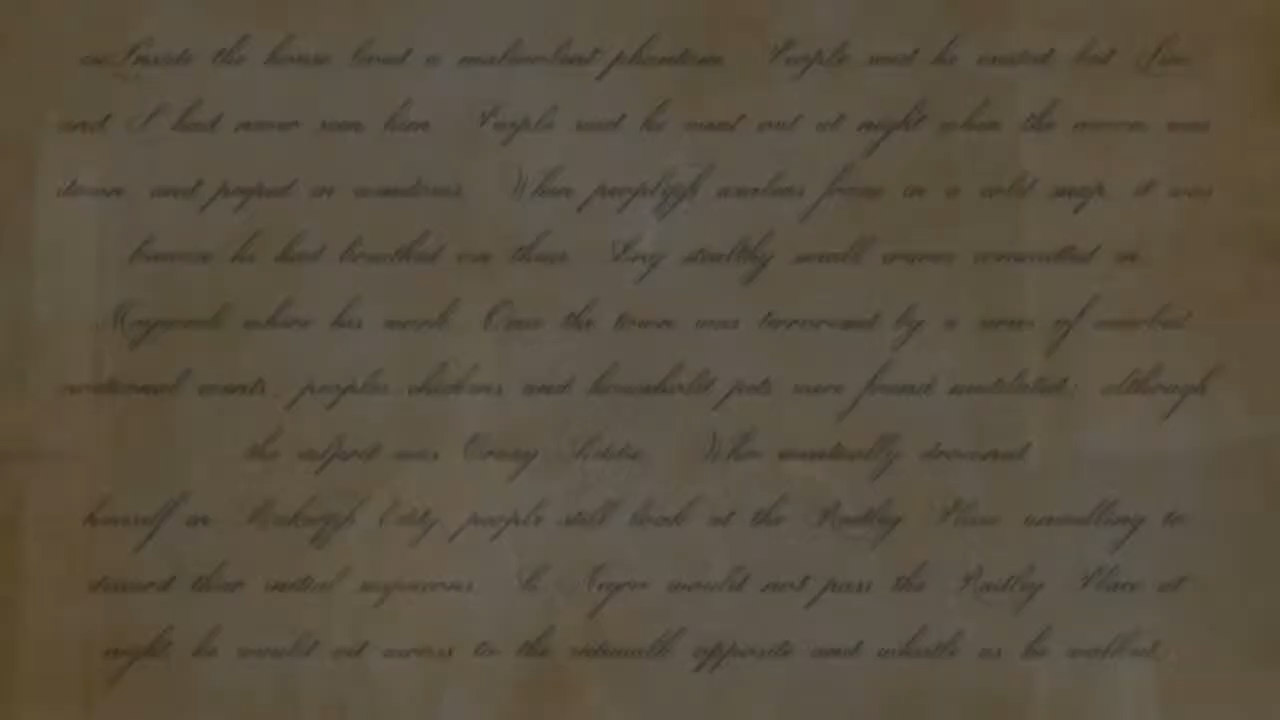 Inside the house lived a malevolent phantom. People said he existed but Jem
and I had never seen him. People said he went out at night when the moon was
down, and peeped in windows. When people's azaleas froze in a cold snap, it was
because he had breathed on them. Any stealthy small crimes committed in
Maycomb where his work. Once the town was terrorized by a series of morbid
nocturnal events, peoples chickens and household pets were found mutilated; although
the culprit was Crazy Addie. Who eventually drowned
himself in Eddy, people still look at the Radley Place unwilling to
discard their initial suspicions. A Negro would not pass the Radley Place at
night, he would cut across to the sidewalk opposite and whistle as he walked.